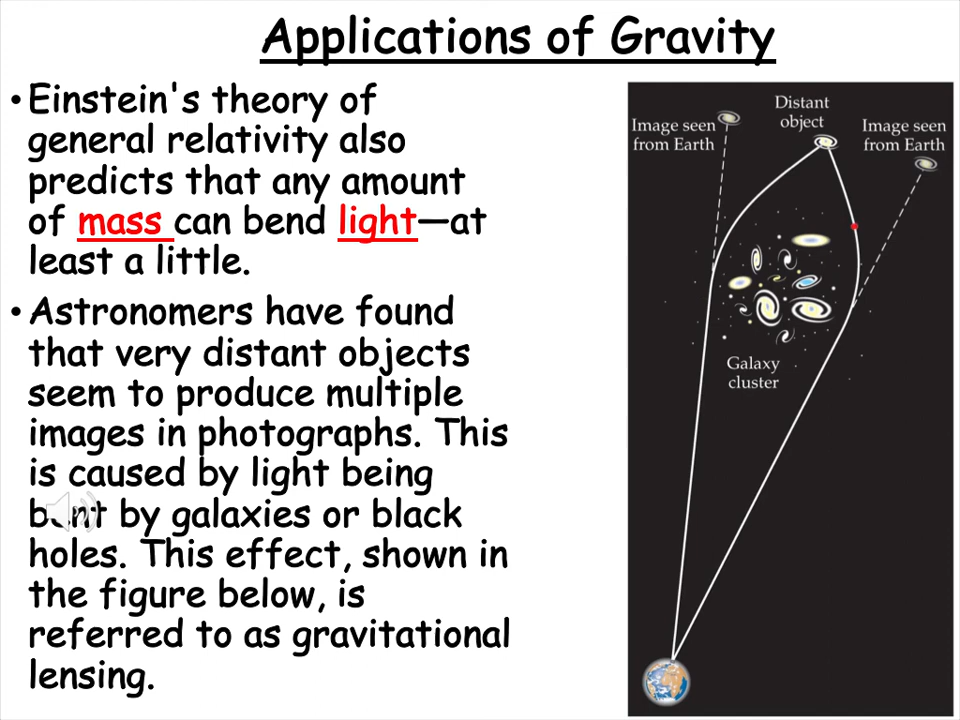 Applications of Gravity
• Einstein's theory of
general relativity also
predicts that any amount
of mass can bend light—at
least a little.
• Astronomers have found
that very distant objects
seem to produce multiple
images in photographs. This
is caused by light being
bent by galaxies or black
holes. This effect, shown in
the figure below, is
referred to as gravitational
lensing.
Image seen
from Earth
Distant
object
Image seen
from Earth
Galaxy
cluster